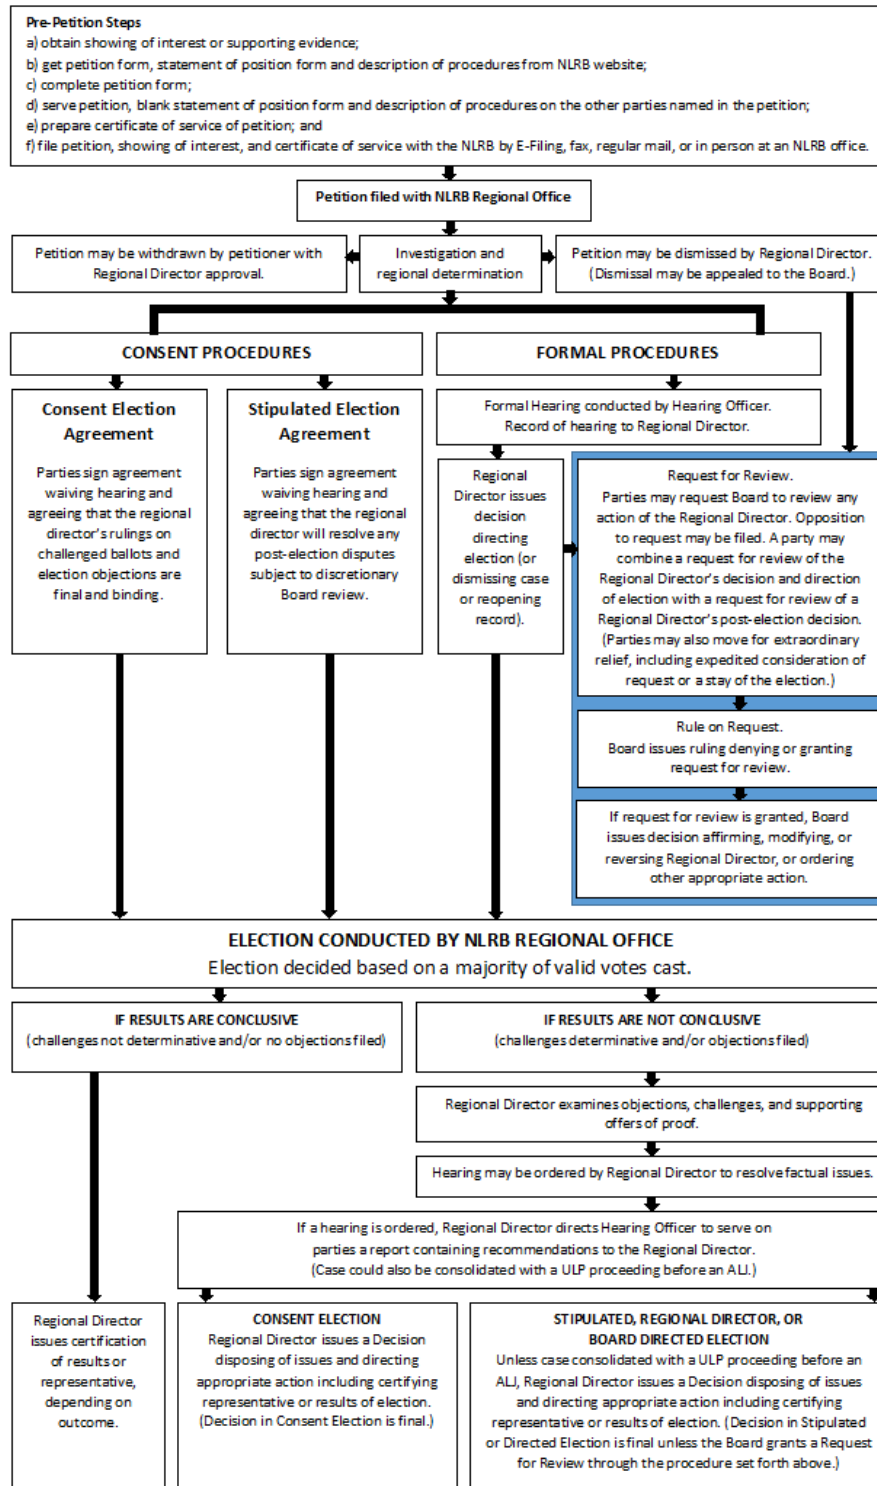 Pre-Petition Steps
a) obtain showing of interest or supporting evidence;
b) get petition form, statement of position form and description of procedures from NLRB website;
c) complete petition form;
d) serve petition, blank statement of position form and description of procedures on the other parties named in the petition;
e) prepare certificate of service of petition; and
f) file petition, showing of interest, and certificate of service with the NLRB by E-Filing, fax, regular mail, or in person at an NLRB office.
Petition filed with NLRB Regional Office
Petition may be withdrawn by petitioner with
Regional Director approval.
Investigation and
regional determination
Petition may be dismissed by Regional Director.
(Dismissal may be appealed to the Board.)
CONSENT PROCEDURES
FORMAL PROCEDURES
Consent Election
Agreement
Parties sign agreement
waiving hearing and
agreeing that the regional
director's rulings on
challenged ballots and
election objections are
final and binding.
Stipulated Election
Agreement
Parties sign agreement
waiving hearing and
agreeing that the regional
director will resolve any
post-election disputes
subject to discretionary
Board review.
Formal Hearing conducted by Hearing Officer.
Record of hearing to Regional Director.
Regional
Director issues
decision
directing
election (or
dismissing case
or reopening
record).
Request for Review.
Parties may request Board to review any
action of the Regional Director. Opposition
to request may be filed. A party may
combine a request for review of the
Regional Director's decision and direction
of election with a request for review of a
Regional Director's post-election decision.
(Parties may also move for extraordinary
relief, including expedited consideration of
request or a stay of the election.)
Rule on Request.
Board issues ruling denying or granting
request for review.
If request for review is granted, Board
issues decision affirming, modifying, or
reversing Regional Director, or ordering
other appropriate action.
ELECTION CONDUCTED BY NLRB REGIONAL OFFICE
Election decided based on a majority of valid votes cast.
IF RESULTS ARE CONCLUSIVE
(challenges not determinative and/or no objections filed)
IF RESULTS ARE NOT CONCLUSIVE
(challenges determinative and/or objections filed)
Regional Director examines objections, challenges, and supporting
offers of proof.
Hearing may be ordered by Regional Director to resolve factual issues.
If a hearing is ordered, Regional Director directs Hearing Officer to serve on
parties a report containing recommendations to the Regional Director.
(Case could also be consolidated with a ULP proceeding before an ALJ.)
Regional Director
issues certification
of results or
representative,
depending on
outcome.
CONSENT ELECTION
Regional Director issues a Decision
disposing of issues and directing
appropriate action including certifying
representative or results of election.
(Decision in Consent Election is final.)
STIPULATED, REGIONAL DIRECTOR, OR
BOARD DIRECTED ELECTION
Unless case consolidated with a ULP proceeding before an
ALJ, Regional Director issues a Decision disposing of issues
and directing appropriate action including certifying
representative or results of election. (Decision in Stipulated
or Directed Election is final unless the Board grants a Request
for Review through the procedure set forth above.)